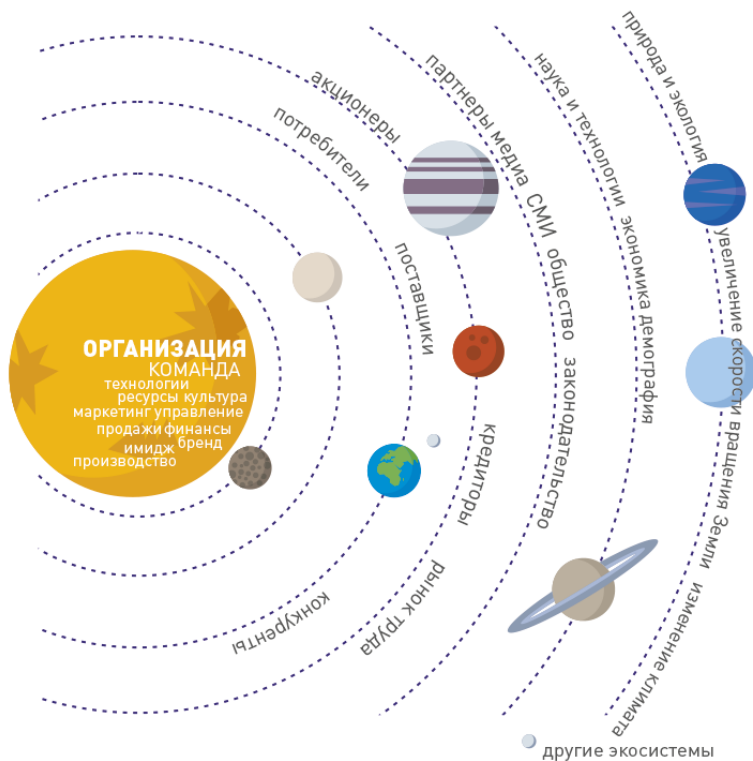 ОРГАНИЗАЦИЯ
КОМАНДА
технологии
ресурсы культура
маркетинг управление
продажи финансы
имидж бренд
производство
потребители
поставщики
конкуренты
акционеры
кредиторы
рынок труда
партнеры медиа СМИ общество законодательство
наука и технологии экономика демография
природа и экология
увеличение скорости вращения Земли изменение климата
другие экосистемы